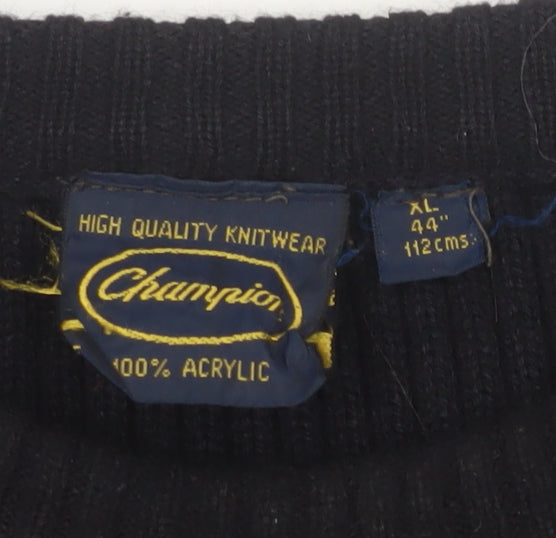 HIGH QUALITY KNITWEAR
Champion
100% ACRYLIC
XL
44"
112cms